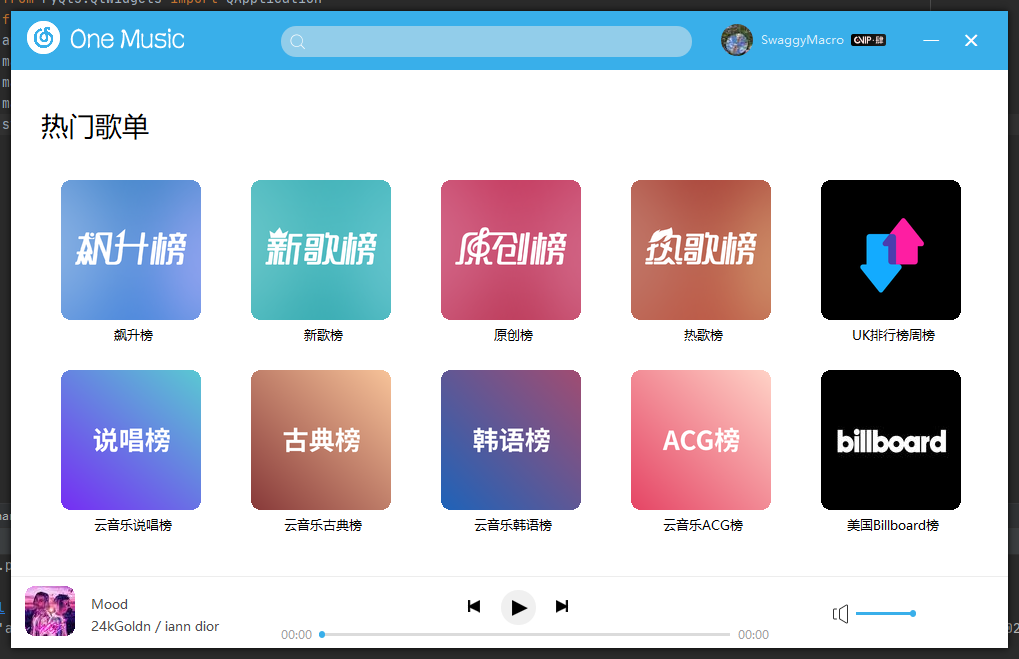 from PyQt5.QtWidgets import QApplication
One Music
SwaggyMacro
热门歌单
飙升榜
新歌榜
原创榜
热歌榜
飙升榜
新歌榜
原创榜
热歌榜
UK排行榜周榜
说唱榜
古典榜
韩语榜
ACG榜
billboard
云音乐说唱榜
云音乐古典榜
云音乐韩语榜
云音乐ACG榜
美国Billboard榜
Mood
24kGoldn / iann dior
00:00
00:00